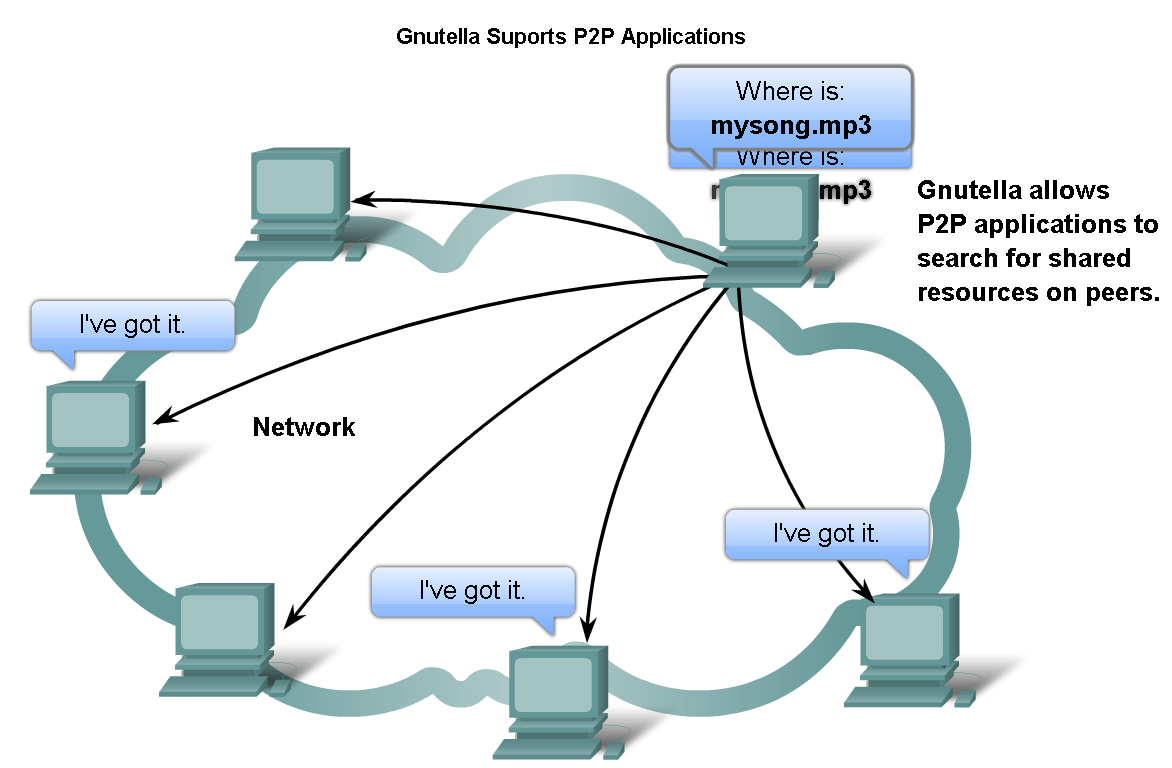 Gnutella Suports P2P Applications
Where is:
mysong.mp3
Where is:
mp3
Gnutella allows
P2P applications to
search for shared
resources on peers.
I've got it.
Network
I've got it.
I've got it.